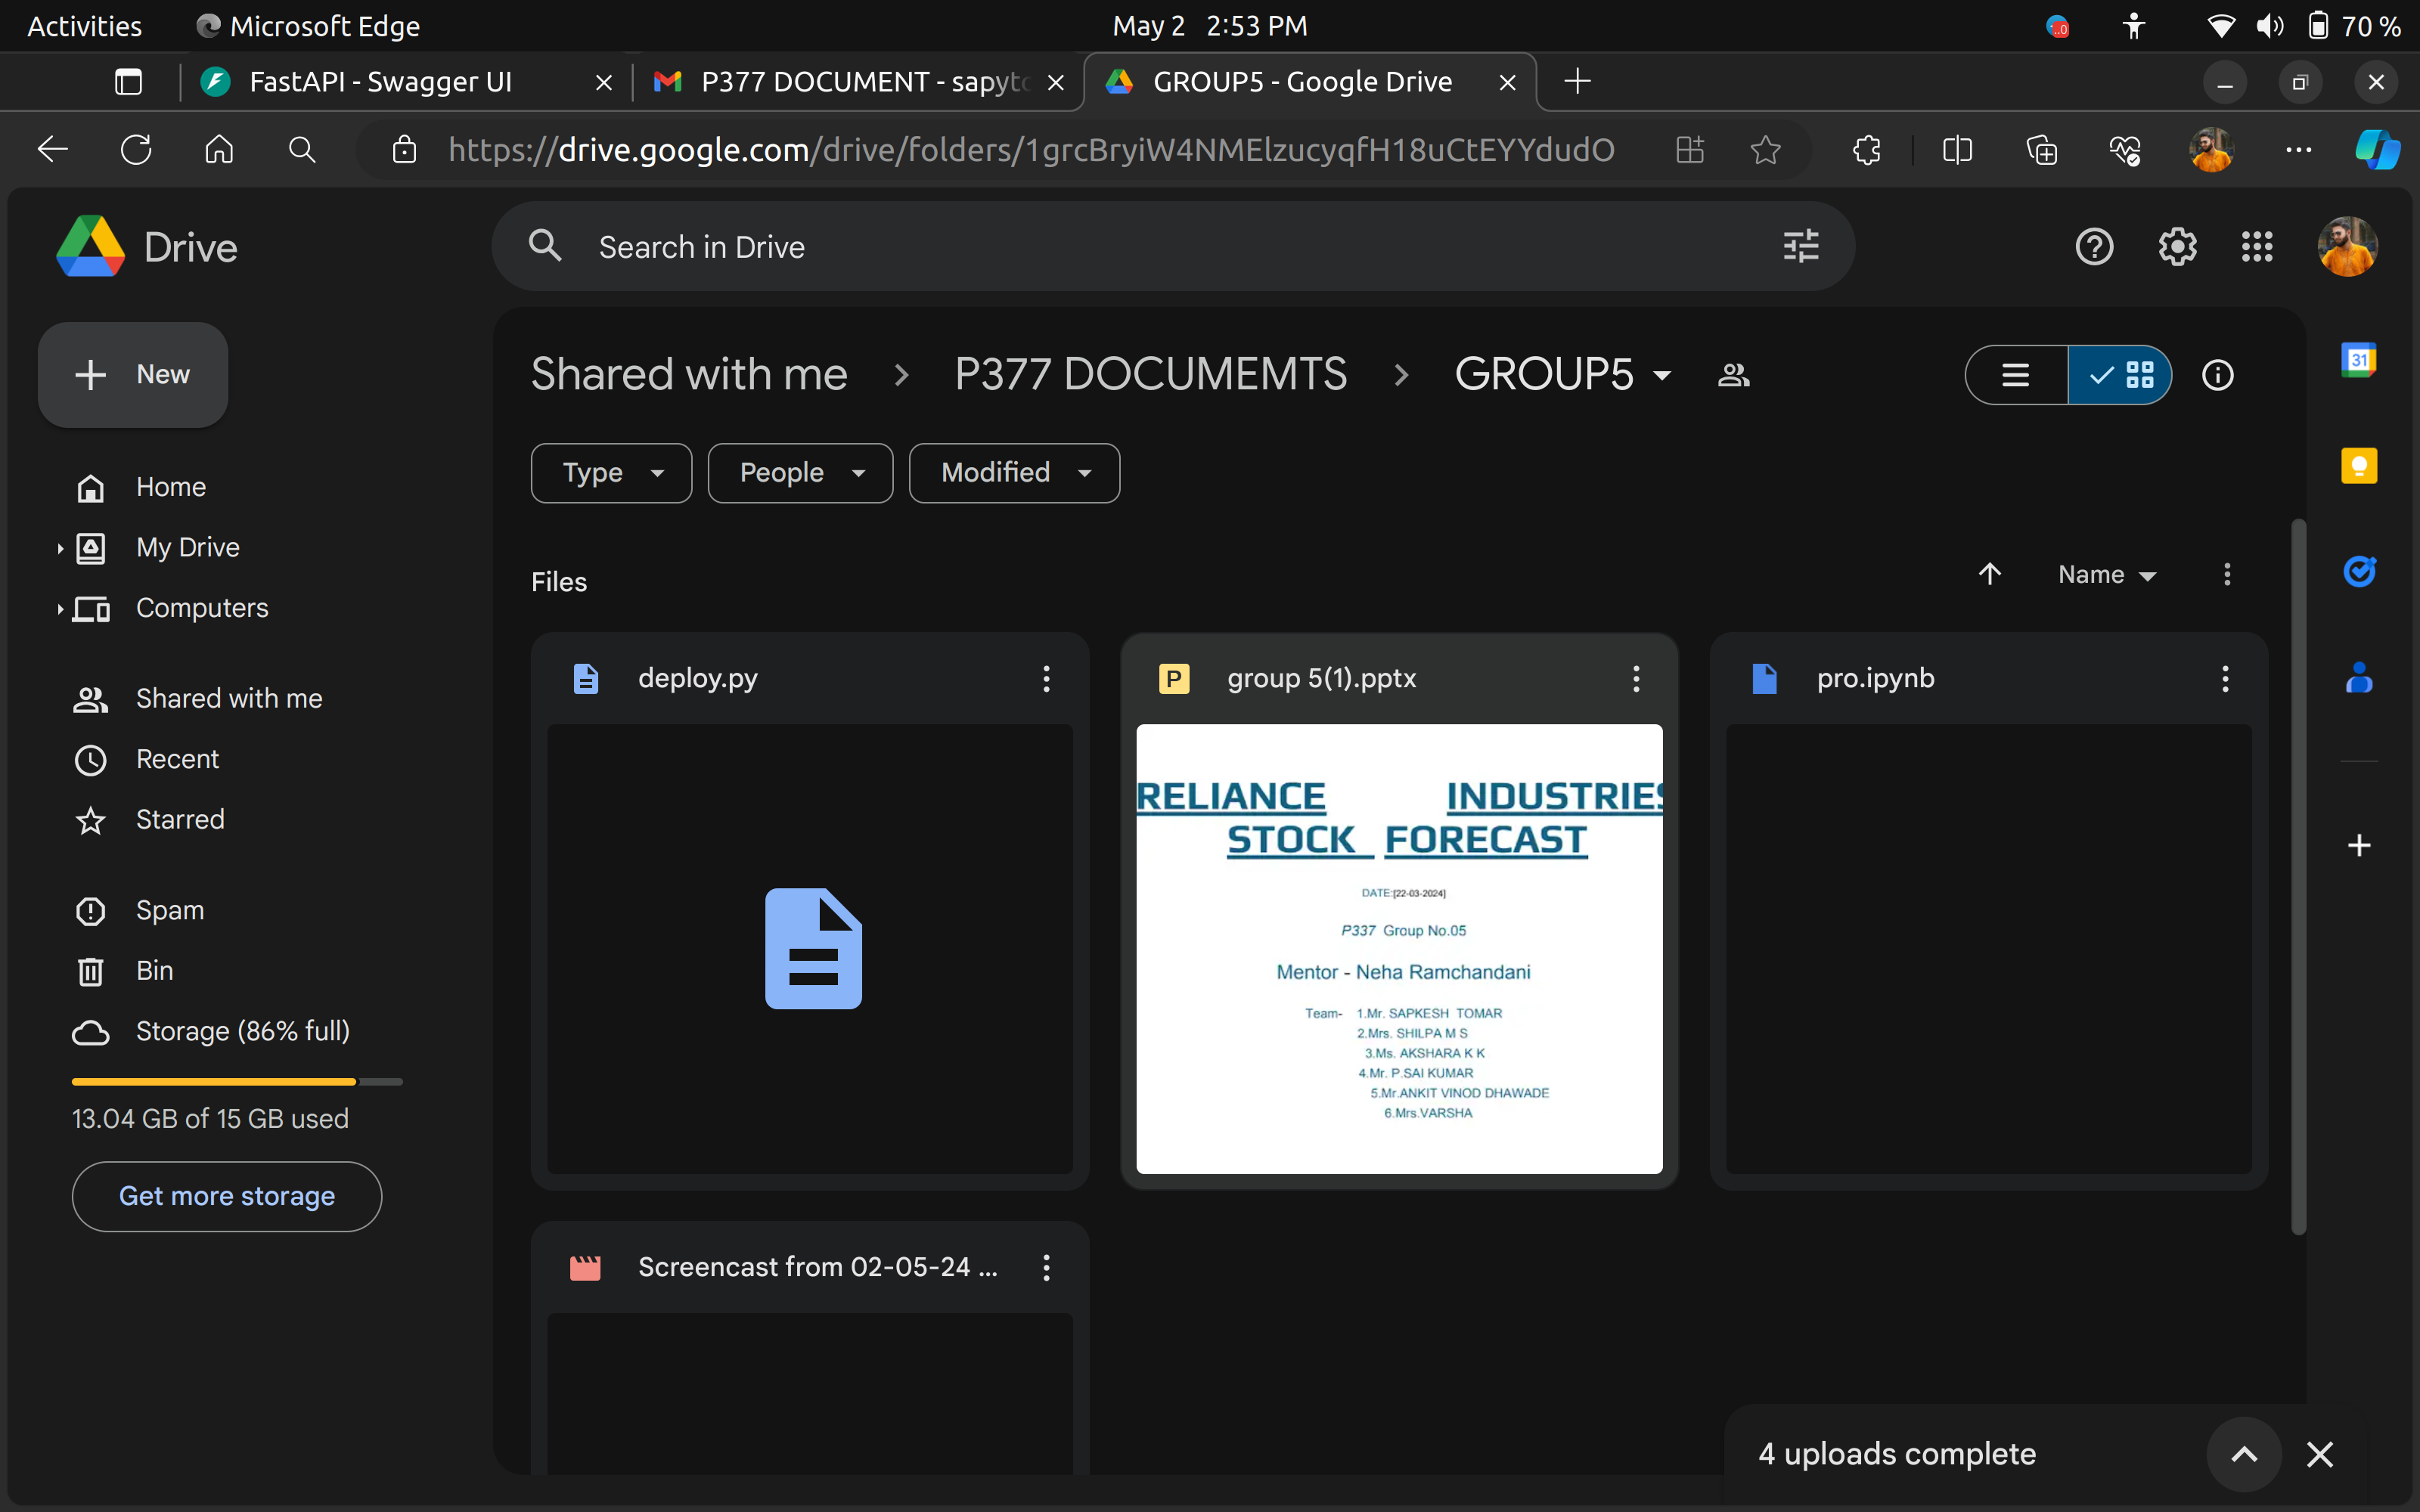 Activities Microsoft Edge May 2 2:53 PM 70 %
FastAPI - Swagger UI P377 DOCUMENT - sapyto GROUP5 - Google Drive
https://drive.google.com/drive/folders/1grcBryiW4NMElzucyqfH18uCtEYYdudO
Drive Search in Drive
New
Shared with me P377 DOCUMEMTS GROUP5
31
Type People Modified
Home
My Drive
Computers
Shared with me
Recent
Starred
Spam
Bin
Storage (86% full)
13.04 GB of 15 GB used
Get more storage
Files Name
deploy.py P group 5(1).pptx pro.ipynb
RELIANCE INDUSTRIES
STOCK FORECAST
DATE:[22-03-2024]
P337 Group No.05
Mentor - Neha Ramchandani
Team- 1.Mr. SAPKESH TOMAR
2.Mrs. SHILPA M S
3.Ms. AKSHARA K K
4.Mr. P.SAI KUMAR
5.Mr.ANKIT VINOD DHAWADE
6.Mrs.VARSHA
Screencast from 02-05-24 ...
4 uploads complete